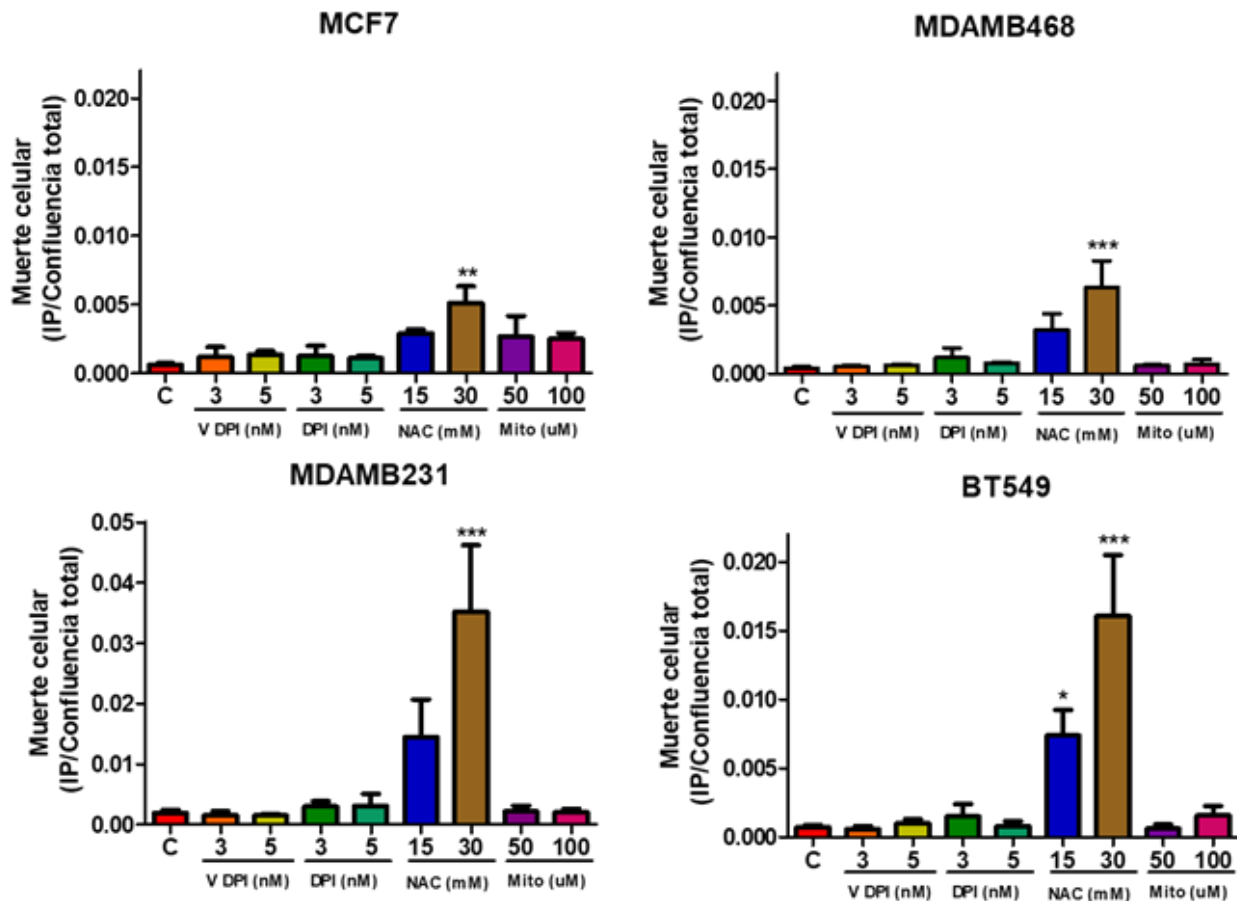 MCF7
Muerte celular
(IP/Confluencia total)
0.020
0.015
0.010
0.005
0.000
**
C 3 5 3 5 15 30 50 100
V DPI (nM) DPI (nM) NAC (mM) Mito (uM)
MDAMB468
Muerte celular
(IP/Confluencia total)
0.020
0.015
0.010
0.005
0.000
***
C 3 5 3 5 15 30 50 100
V DPI (nM) DPI (nM) NAC (mM) Mito (uM)
MDAMB231
Muerte celular
(IP/Confluencia total)
0.05
0.04
0.03
0.02
0.01
0.00
***
C 3 5 3 5 15 30 50 100
V DPI (nM) DPI (nM) NAC (mM) Mito (uM)
BT549
Muerte celular
(IP/Confluencia total)
0.020
0.015
0.010
0.005
0.000
* ***
C 3 5 3 5 15 30 50 100
V DPI (nM) DPI (nM) NAC (mM) Mito (uM)